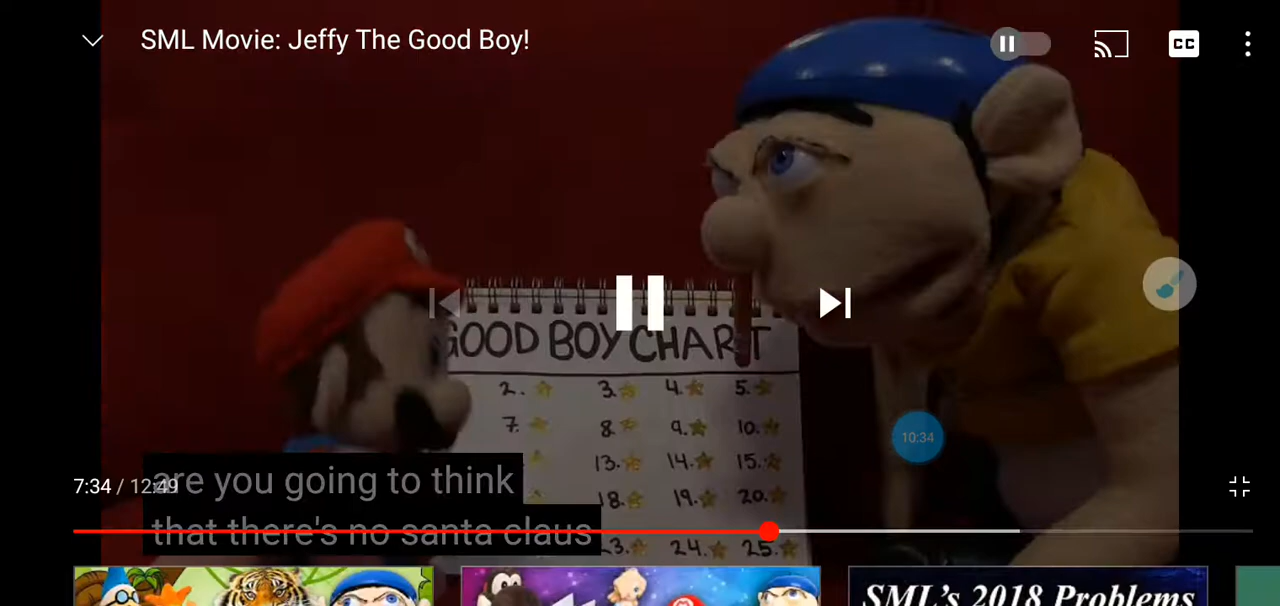 SML Movie: Jeffy The Good Boy!
CC
GOOD BOY CHART
2. 3. 4. 5.
7. 8. 9. 10.
13. 14. 15.
18. 19. 20.
23. 24. 25.
10:34
7:34 / 12:49
are you going to think
that there's no santa claus
SML's 2018 Problems